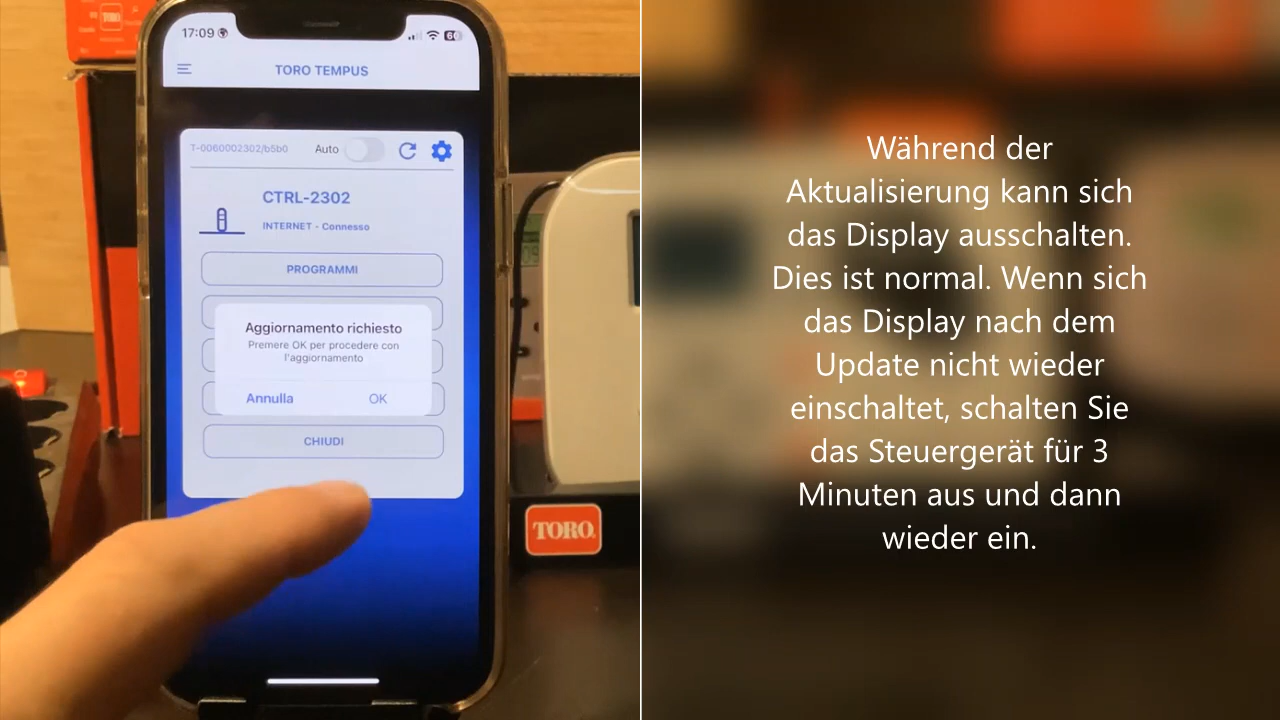 TORO
17:09
60
TORO TEMPUS
T-0060002302/b5b0
Auto
CTRL-2302
INTERNET - Connesso
PROGRAMMI
Aggiornamento richiesto
Premere OK per procedere con
l'aggiornamento
Annulla
OK
CHIUDI
TORO
Während der
Aktualisierung kann sich
das Display ausschalten.
Dies ist normal. Wenn sich
das Display nach dem
Update nicht wieder
einschaltet, schalten Sie
das Steuergerät für 3
Minuten aus und dann
wieder ein.